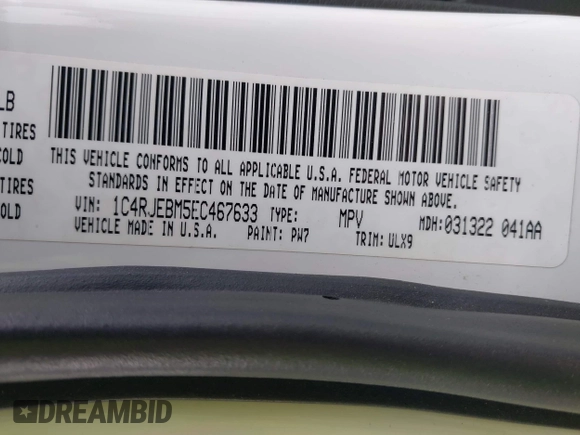 LB
TIRES
COLD
TIRES
COLD
THIS VEHICLE CONFORMS TO ALL APPLICABLE U.S.A. FEDERAL MOTOR VEHICLE SAFETY
STANDARDS IN EFFECT ON THE DATE OF MANUFACTURE SHOWN ABOVE.
VIN: 1C4RJEBM5EC467633 TYPE: MPV MDH:031322 041AA
VEHICLE MADE IN U.S.A. PAINT: PW7 TRIM: ULX9
DREAMBID